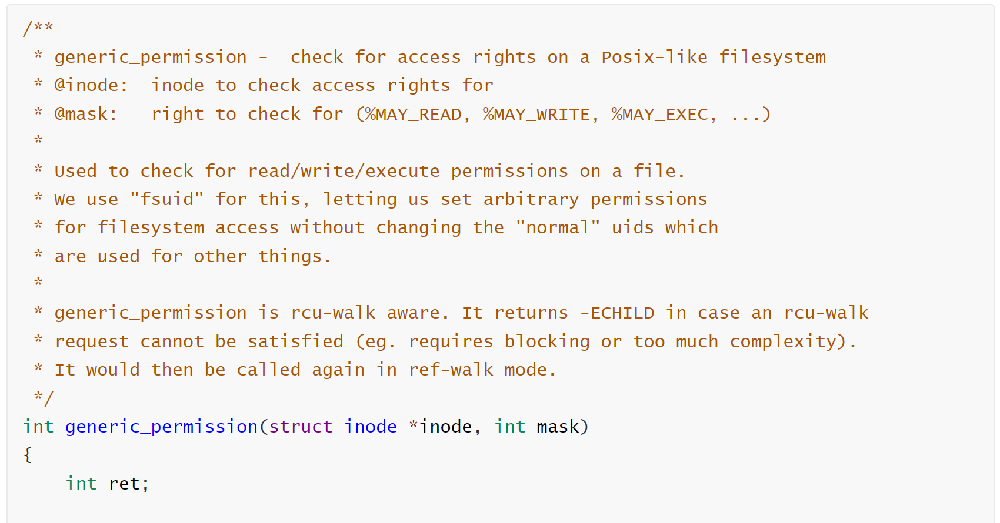 /**
 * generic_permission -  check for access rights on a Posix-like filesystem
 * @inode:  inode to check access rights for
 * @mask:   right to check for (%MAY_READ, %MAY_WRITE, %MAY_EXEC, ...)
 *
 * Used to check for read/write/execute permissions on a file.
 * We use "fsuid" for this, letting us set arbitrary permissions
 * for filesystem access without changing the "normal" uids which
 * are used for other things.
 *
 * generic_permission is rcu-walk aware. It returns -ECHILD in case an rcu-walk
 * request cannot be satisfied (eg. requires blocking or too much complexity).
 * It would then be called again in ref-walk mode.
 */
int generic_permission(struct inode *inode, int mask)
{
    int ret;